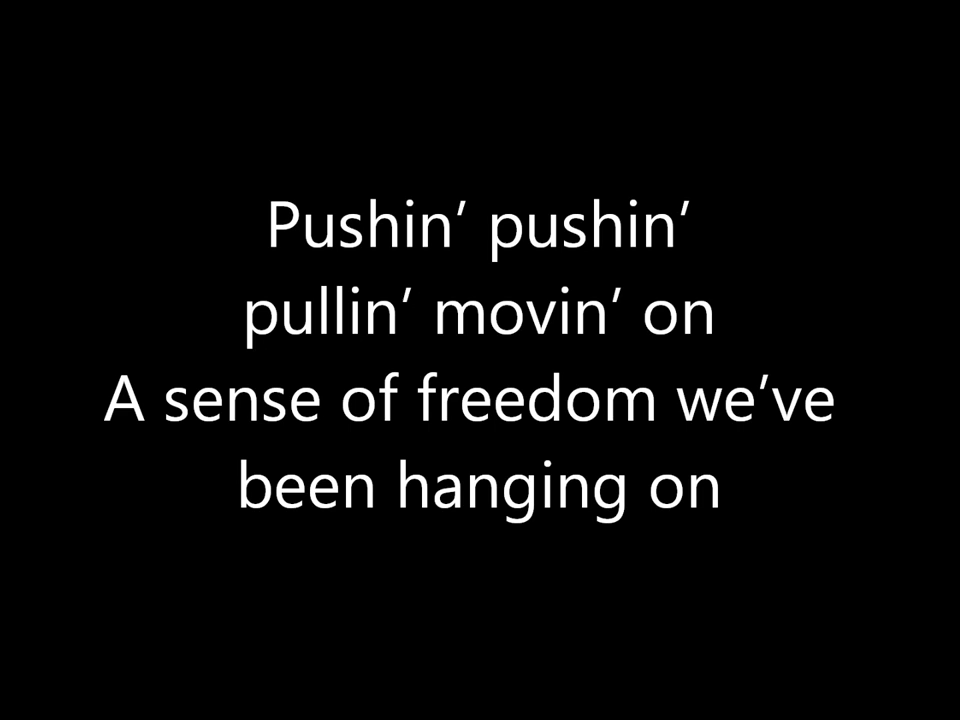 Pushin’ pushin’
pullin’ movin’ on
A sense of freedom we’ve
been hanging on